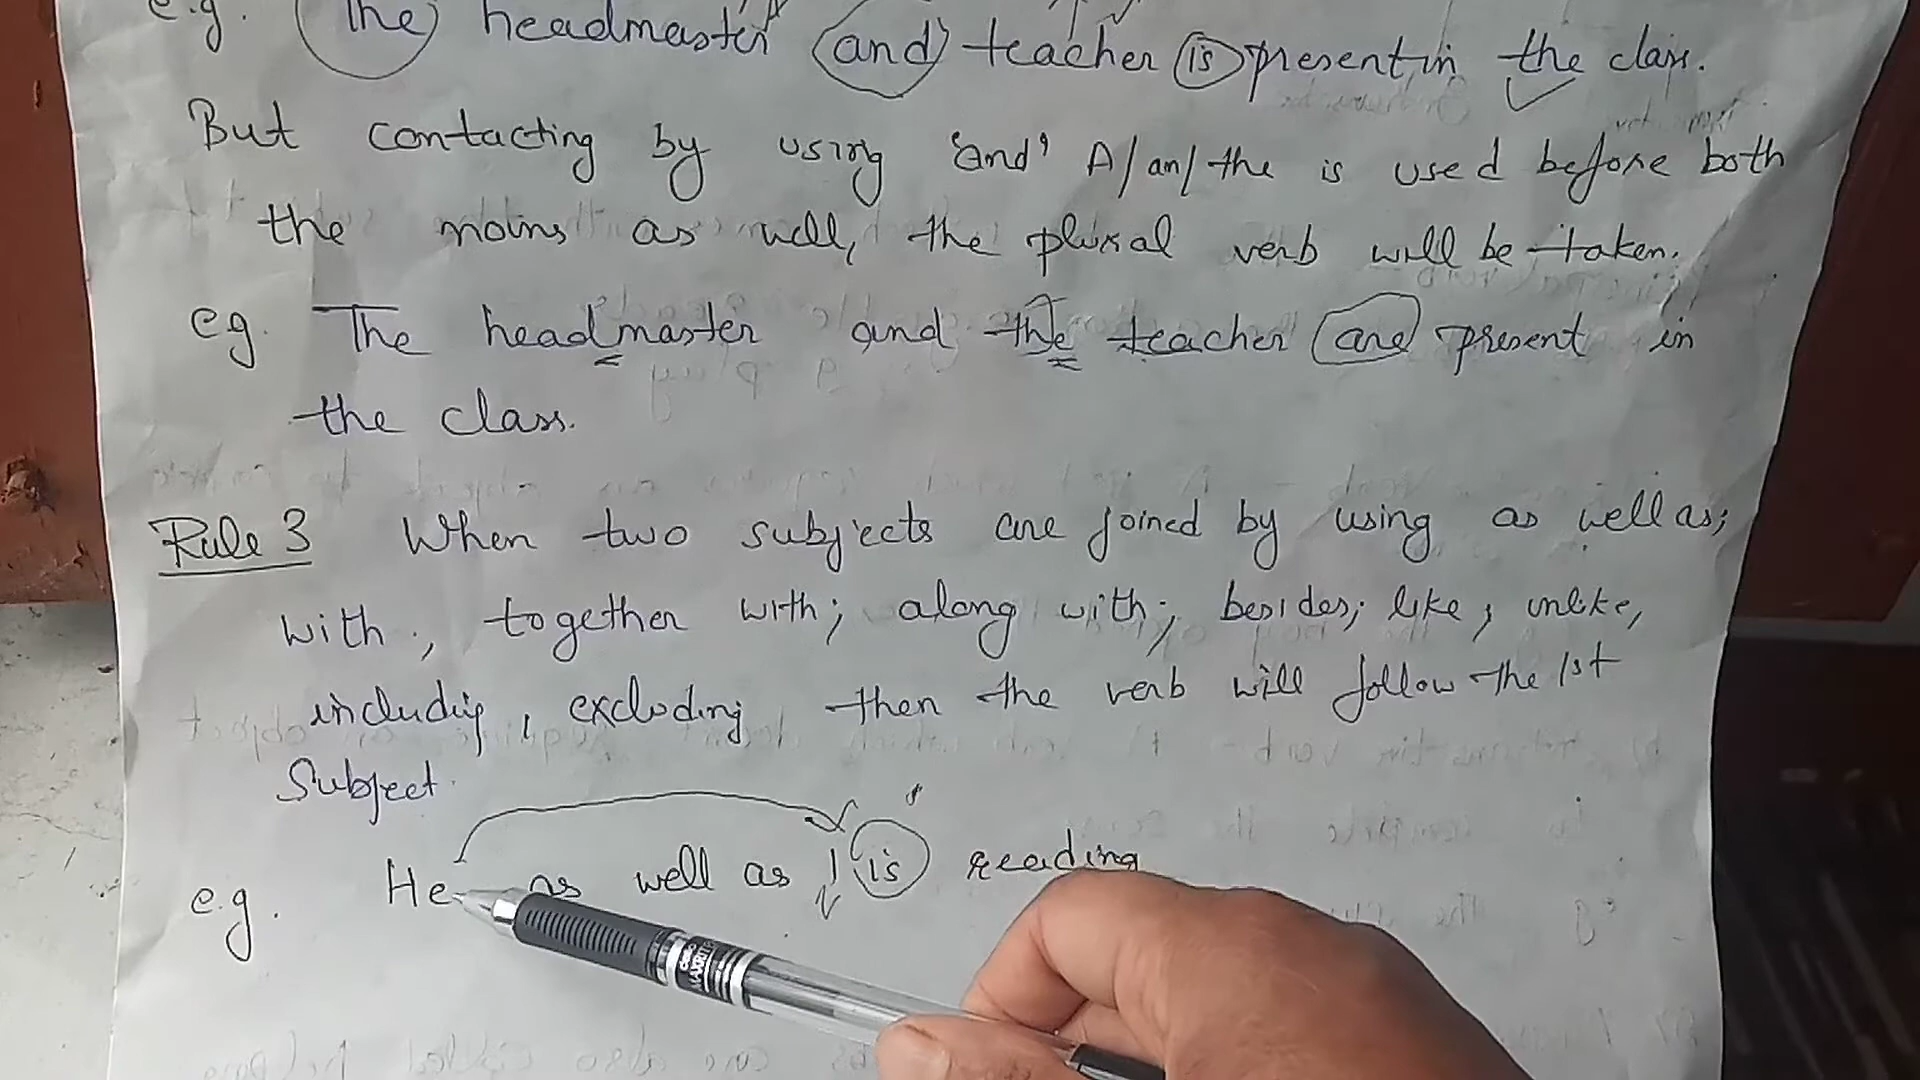 e.g. The headmaster and teacher is present in the class.
But contacting by using 'and' A/an/the is used before both
the nouns as well, the plural verb will be taken.
eg. The headmaster and the teacher are present in
the class.
Rule 3 When two subjects are joined by using as well as;
with, together with; along with; besides; like, unlike,
including, excluding then the verb will follow the 1st
Subject.
e.g. He as well as I is reading